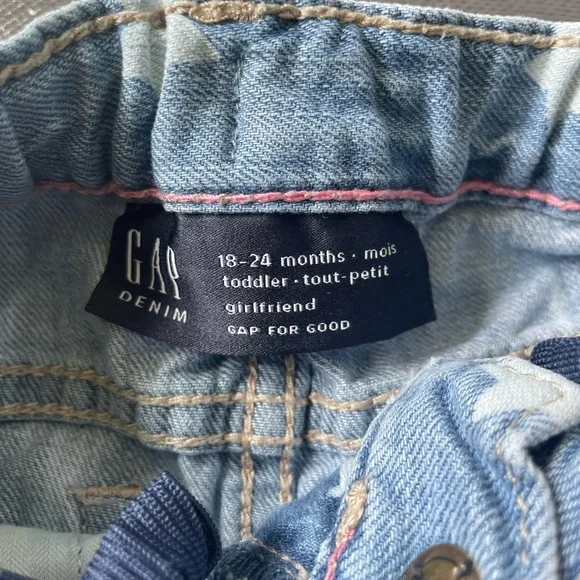 GAP
DENIM
18-24 months · mois
toddler · tout-petit
girlfriend
GAP FOR GOOD